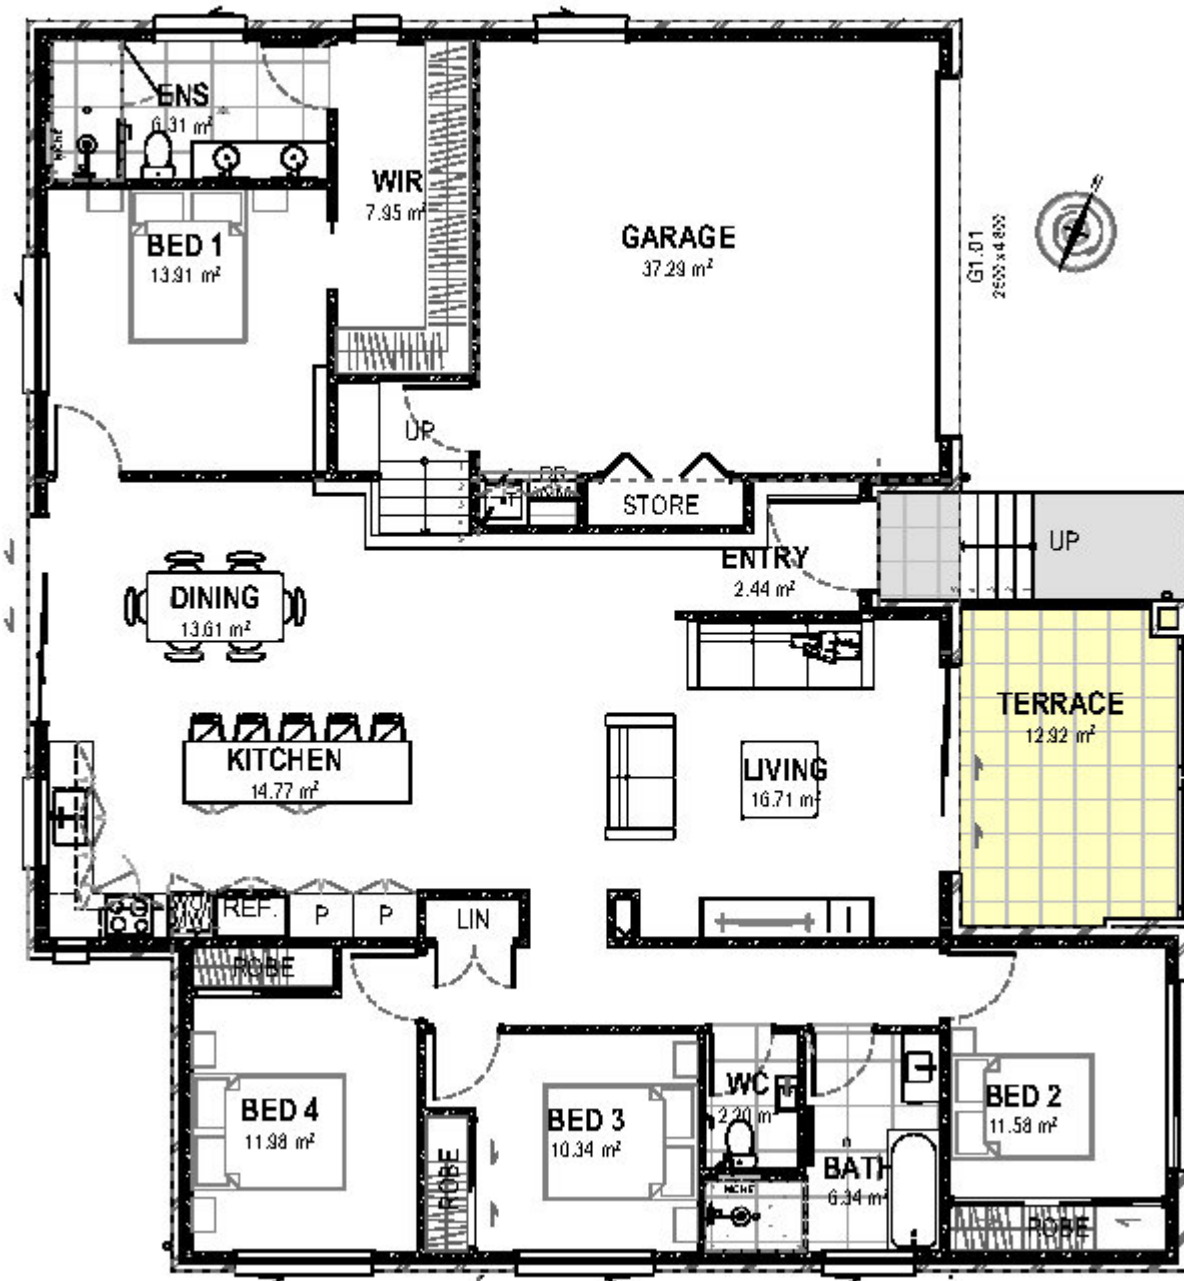 ENS
6.31 m²
NICHE
WIR
7.95 m²
BED 1
13.91 m²
GARAGE
37.29 m²
G1.01
N
UP
STORE
ENTRY
2.44 m²
UP
DINING
13.61 m²
TERRACE
12.92 m²
KITCHEN
14.77 m²
LIVING
16.71 m²
REF.
P
P
LIN
ROBE
BED 4
11.98 m²
BED 3
10.34 m²
WC
2.20 m
BED 2
11.58 m²
BATH
6.34 m²
NICHE
ROBE
ROBE